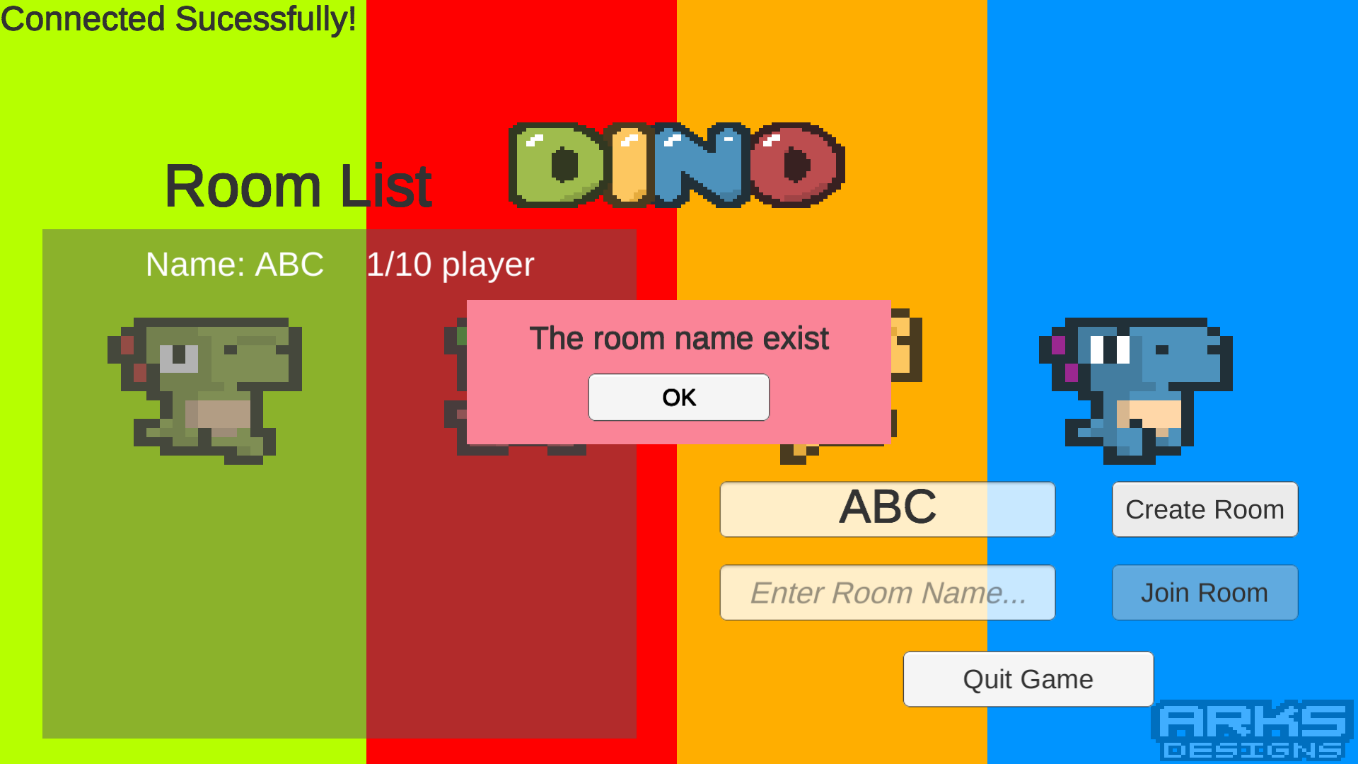 Connected Sucessfully!
DINO
Room List
Name: ABC 1/10 player
The room name exist
OK
ABC
Create Room
Enter Room Name...
Join Room
Quit Game
ARKS
DESIGNS